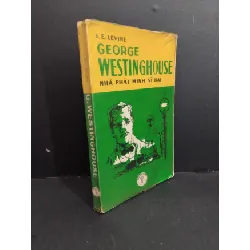 I. E. LEVINE
GEORGE
WESTINGHOUSE
NHÀ PHÁT MINH VĨ ĐẠI
G. WESTINGHOUSE